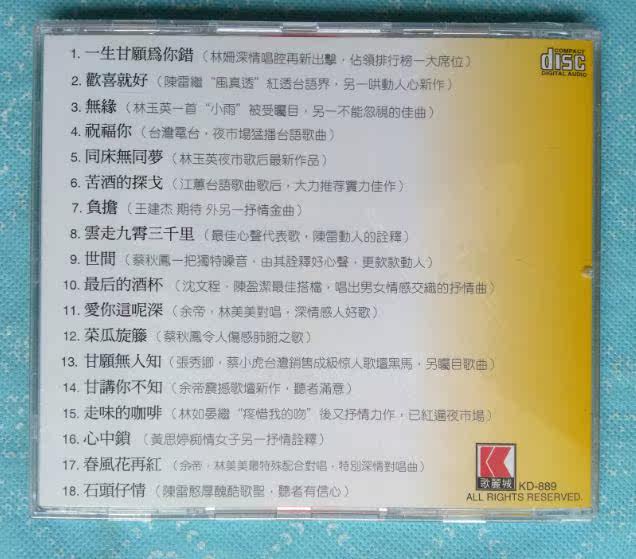 1. 一生甘願為你錯（林姍深情唱腔再新出擊，佔領排行榜一大席位）
COMPACT
disc
DIGITAL AUDIO
2. 歡喜就好（陳雷繼“風真透”紅透台語界，另一哄動人心新作）
3. 無緣（林玉英一首“小雨”被受矚目，另一不能忽視的佳曲）
4. 祝福你（台灣電台，夜市場猛播台語歌曲）
5. 同床無同夢（林玉英夜市歌后最新作品）
6. 苦酒的探戈（江蕙台語歌曲歌后，大力推荐實力佳作）
7. 負擔（王建杰 期待 外另一抒情金曲）
8. 雲走九霄三千里（最佳心聲代表歌，陳雷動人的詮釋）
9. 世間（蔡秋鳳一把獨特嗓音，由其詮釋好心聲，更款款動人）
10. 最后的酒杯（沈文程，陳盈潔最佳搭檔，唱出男女情感交織的抒情曲）
11. 愛你這呢深（余帝，林美美對唱，深情感人好歌）
12. 菜瓜旋藤（蔡秋鳳令人傷感肺腑之歌）
13. 甘願無人知（張秀卿，蔡小虎台灣銷售成級惊人歌壇黑馬，另矚目歌曲）
14. 甘講你不知（余帝震撼歌壇新作，聽者滿意）
15. 走味的咖啡（林如晏繼“疼惜我的吻”後又抒情力作，已紅遍夜市場）
16. 心中鎖（黃思婷痴情女子另一抒情詮釋）
17. 春風花再紅（余帝，林美美最特殊配合對唱，特別深情對唱曲）
18. 石頭仔情（陳雷憨厚醜酷歌聖，聽者有信心）
K
歌麗城
KD-889
ALL RIGHTS RESERVED.